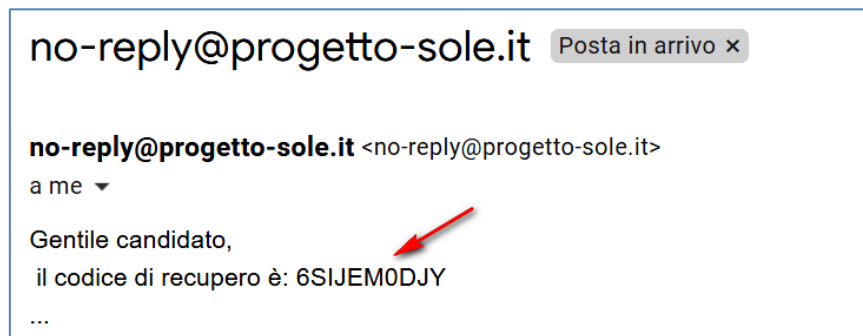 no-reply@progetto-sole.it Posta in arrivo ×
no-reply@progetto-sole.it <no-reply@progetto-sole.it>
a me
Gentile candidato,
il codice di recupero è: 6SIJEM0DJY
...